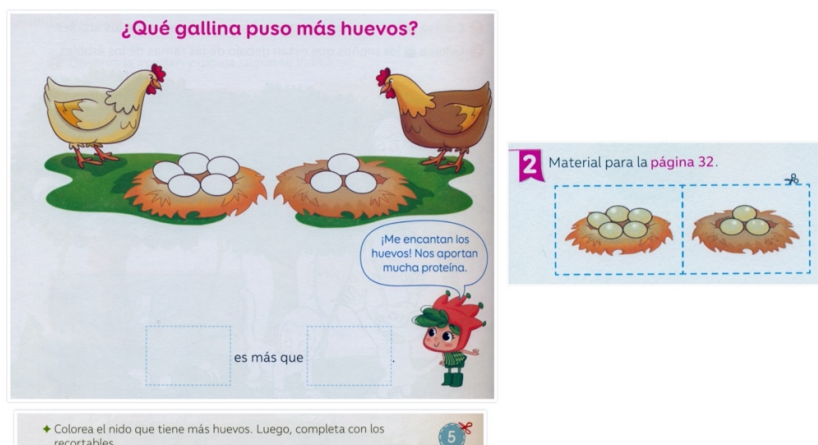 ¿Qué gallina puso más huevos?
¡Me encantan los
huevos! Nos aportan
mucha proteína.
es más que
.
Colorea el nido que tiene más huevos. Luego, completa con los
recortables
5
2
Material para la página 32.